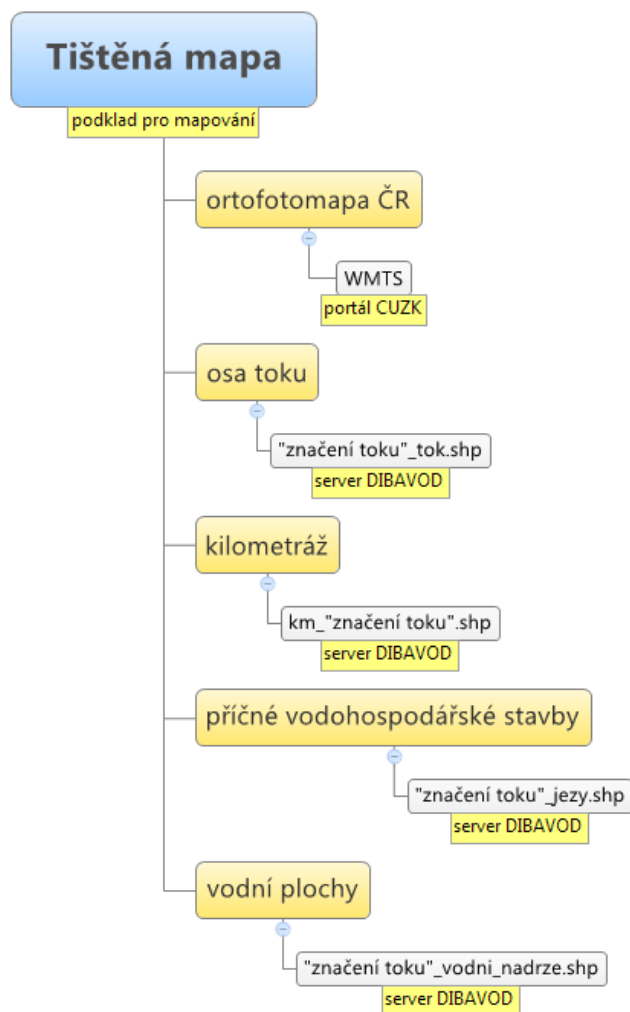 Tištěná mapa
podklad pro mapování
ortofotomapa ČR
WMTS
portál CUZK
osa toku
"značení toku"_tok.shp
server DIBAVOD
kilometráž
km_"značení toku".shp
server DIBAVOD
příčné vodohospodářské stavby
"značení toku"_jezy.shp
server DIBAVOD
vodní plochy
"značení toku"_vodni_nadrze.shp
server DIBAVOD